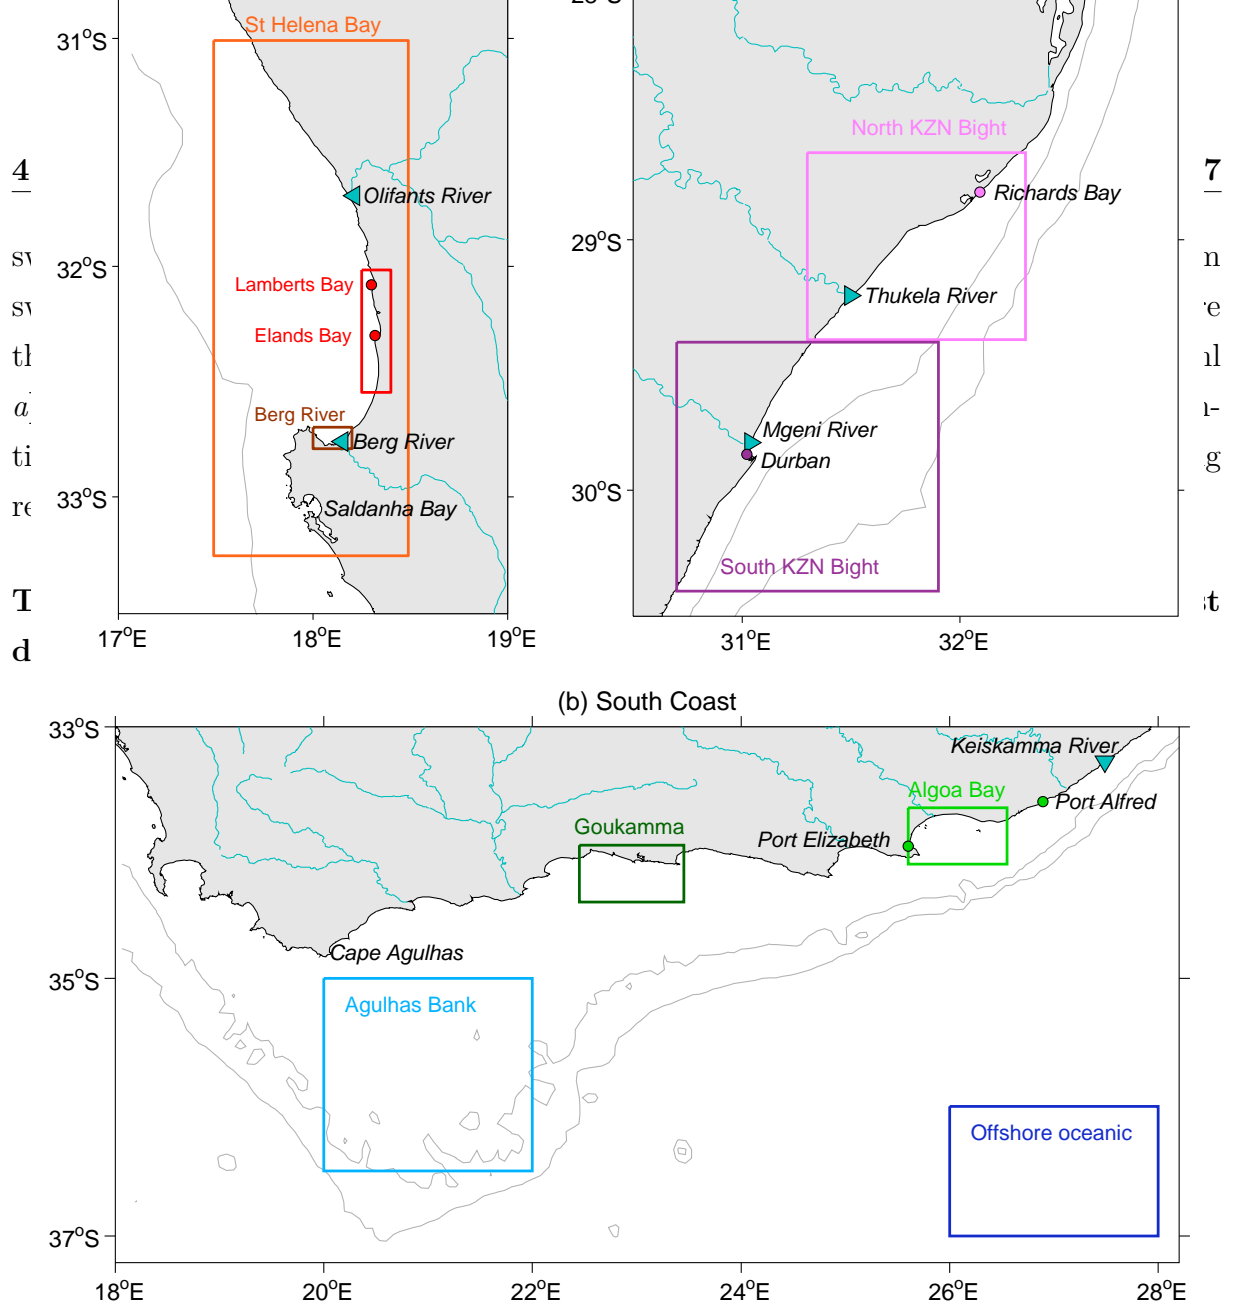 St Helena Bay
31°S
4
Olifants River
32°S
Lamberts Bay
Elands Bay
Berg River
Berg River
33°S
Saldanha Bay
17°E
18°E
19°E
North KZN Bight
7
Richards Bay
29°S
Thukela River
Mgeni River
Durban
30°S
South KZN Bight
31°E
32°E
(b) South Coast
33°S
Keiskamma River
Algoa Bay
Port Alfred
Goukamma
Port Elizabeth
Cape Agulhas
35°S
Agulhas Bank
Offshore oceanic
37°S
18°E
20°E
22°E
24°E
26°E
28°E